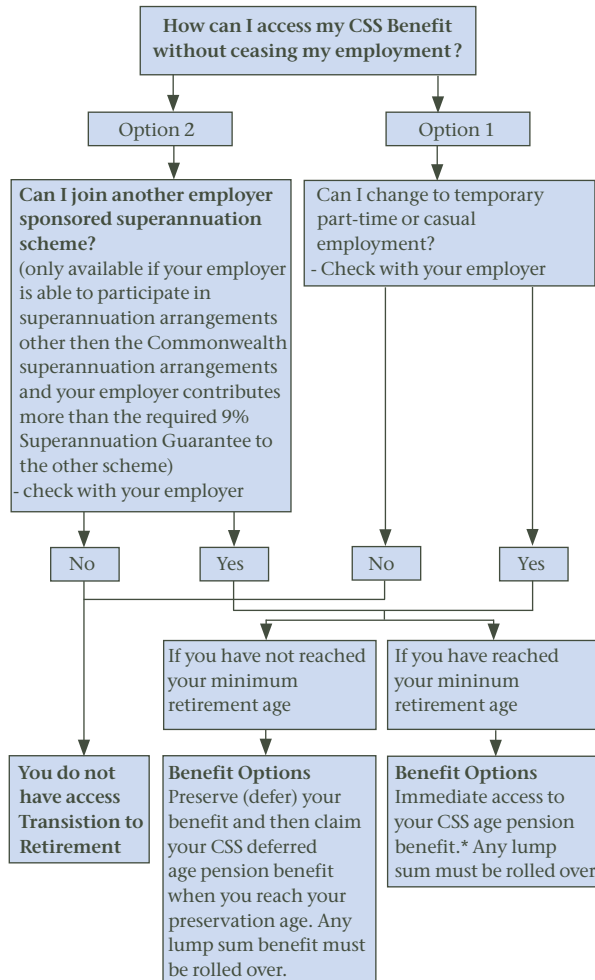 How can I access my CSS Benefit
without ceasing my employment?
Option 2
Option 1
Can I join another employer
sponsored superannuation
scheme?
(only available if your employer
is able to participate in
superannuation arrangements
other then the Commonwealth
superannuation arrangements
and your employer contributes
more than the required 9%
Superannuation Guarantee to
the other scheme)
- check with your employer
Can I change to temporary
part-time or casual
employment?
- Check with your employer
No
Yes
No
Yes
If you have not reached
your minimum
retirement age
If you have reached
your mininum
retirement age
You do not
have access
Transistion to
Retirement
Benefit Options
Preserve (defer) your
benefit and then claim
your CSS deferred
age pension benefit
when you reach your
preservation age. Any
lump sum benefit must
be rolled over.
Benefit Options
Immediate access to
your CSS age pension
benefit.* Any lump
sum must be rolled over